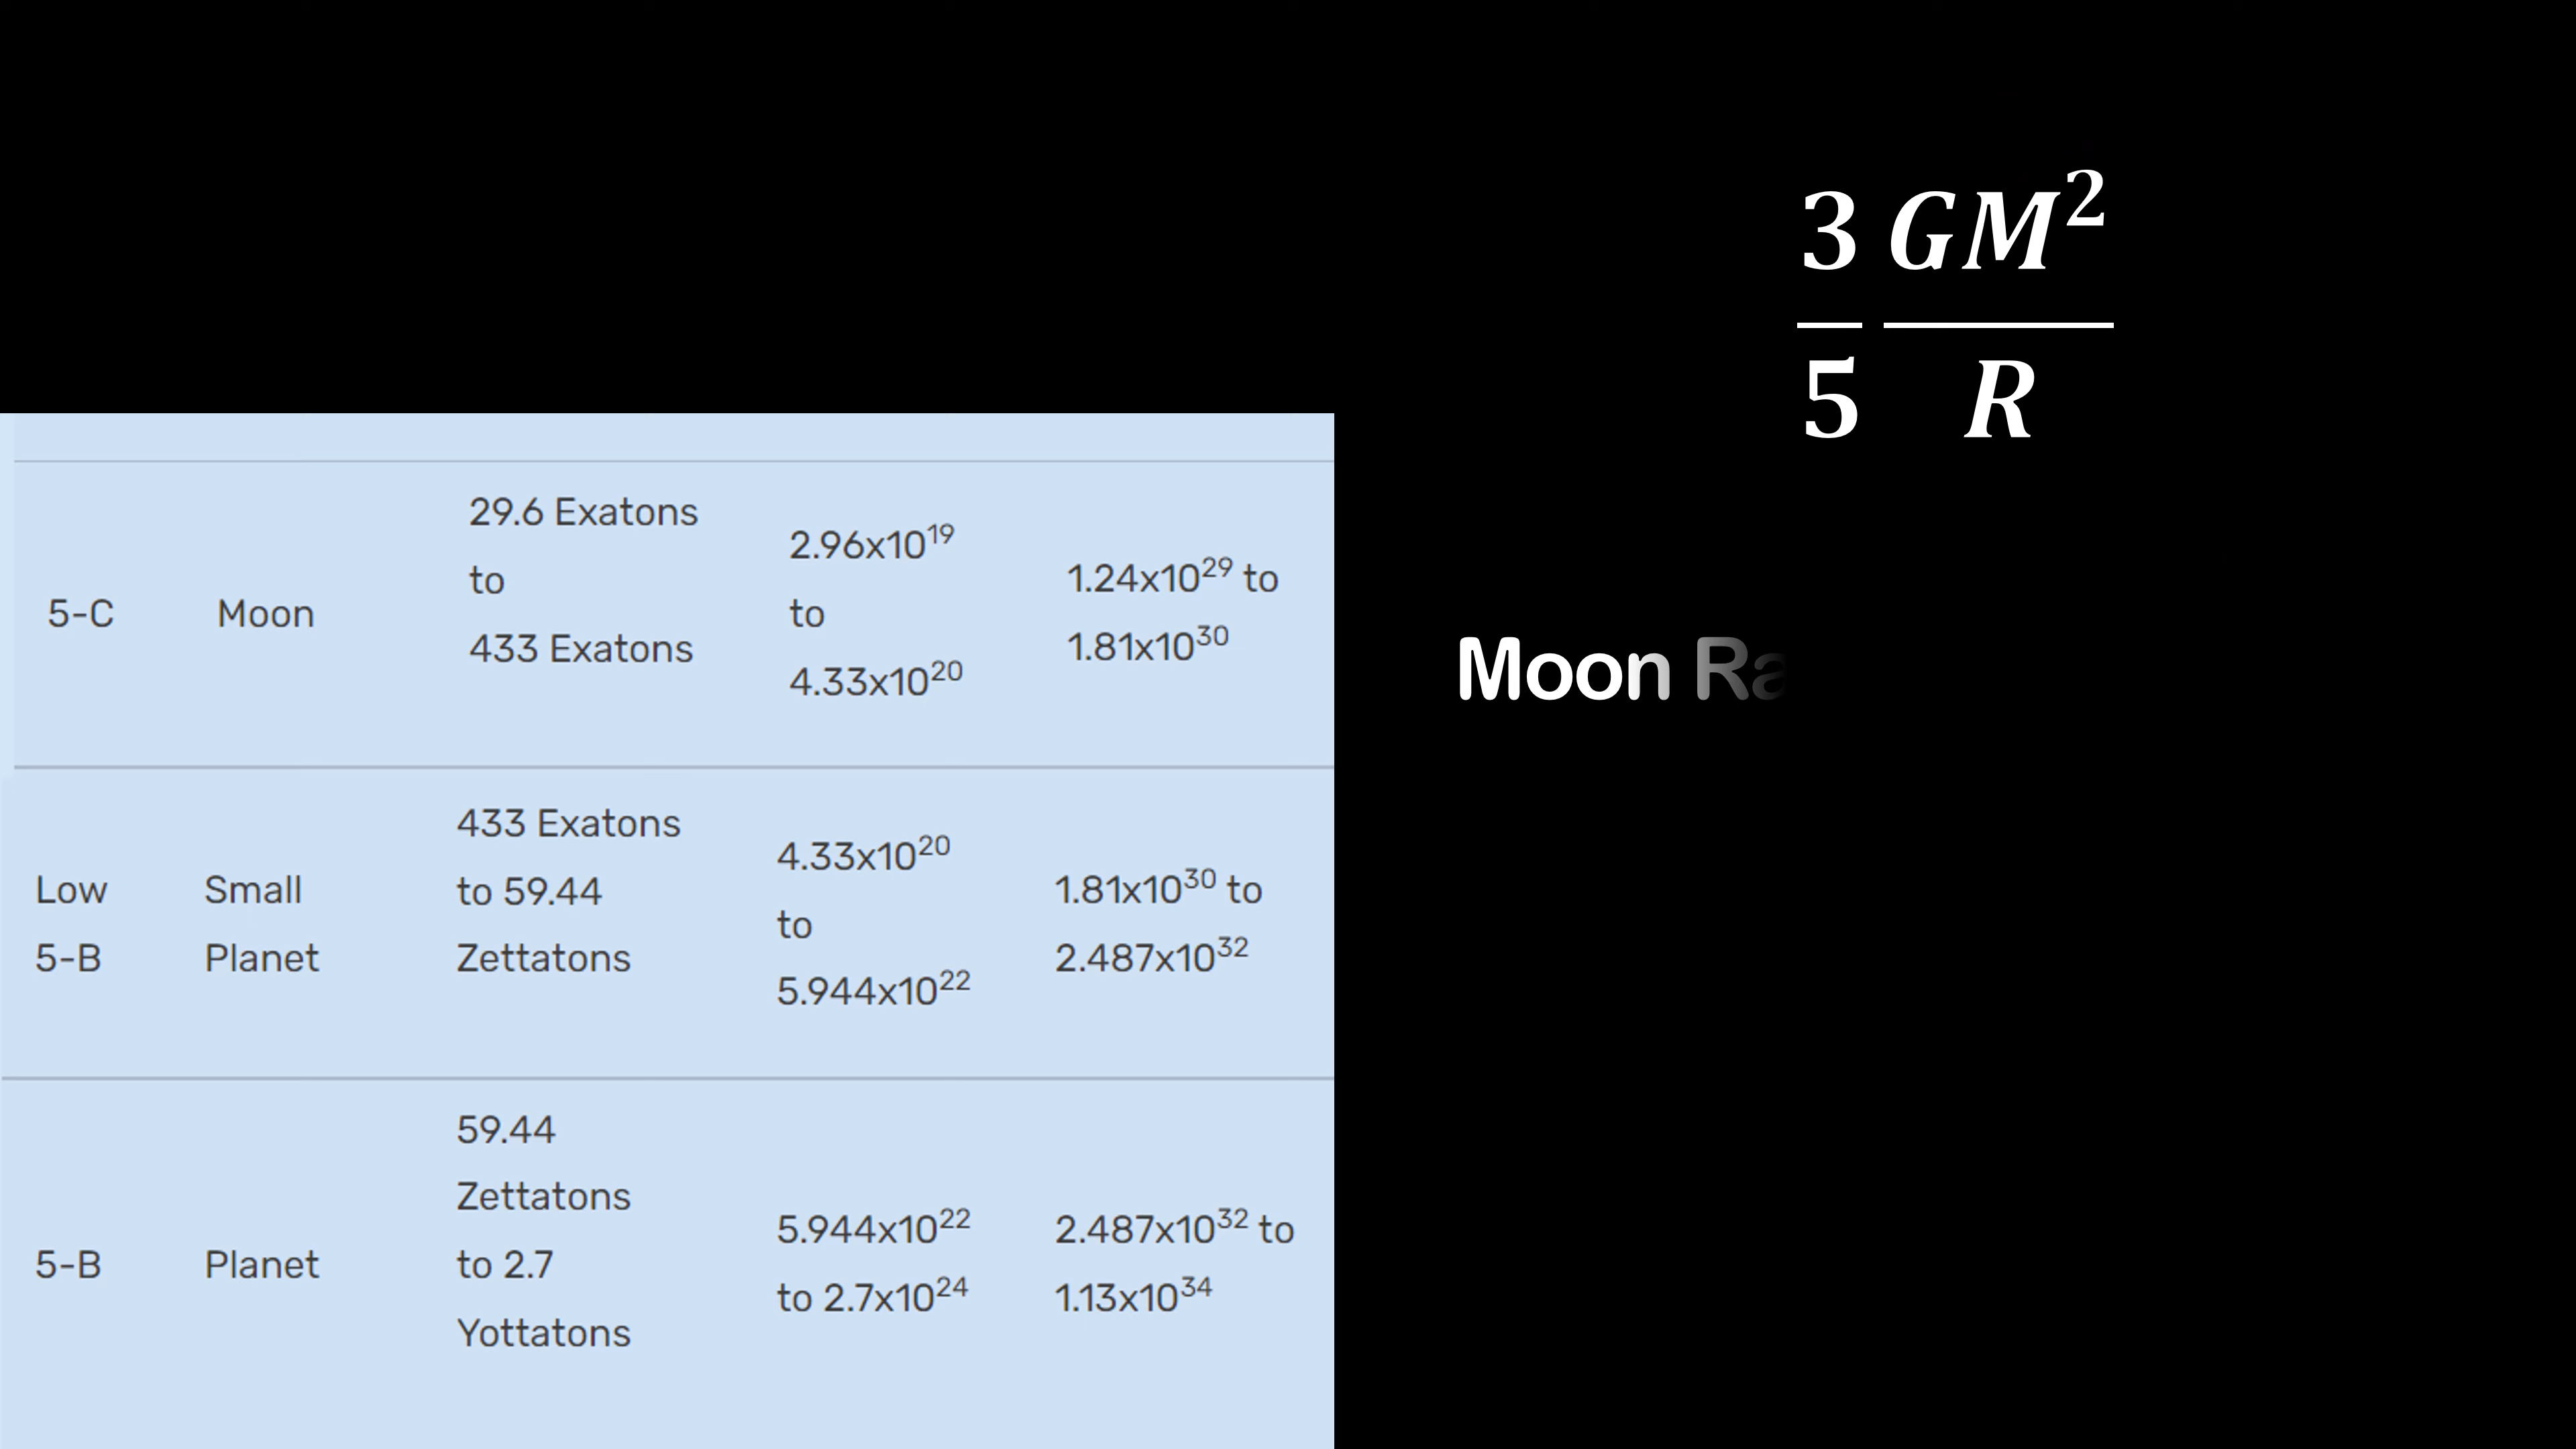 3/5 GM²/R
5-C Moon 29.6 Exatons to 433 Exatons 2.96x10¹⁹ to 4.33x10²⁰ 1.24x10²⁹ to 1.81x10³⁰
Low 5-B Small Planet 433 Exatons to 59.44 Zettatons 4.33x10²⁰ to 5.944x10²² 1.81x10³⁰ to 2.487x10³²
5-B Planet 59.44 Zettatons to 2.7 Yottatons 5.944x10²² to 2.7x10²⁴ 2.487x10³² to 1.13x10³⁴
Moon Ra